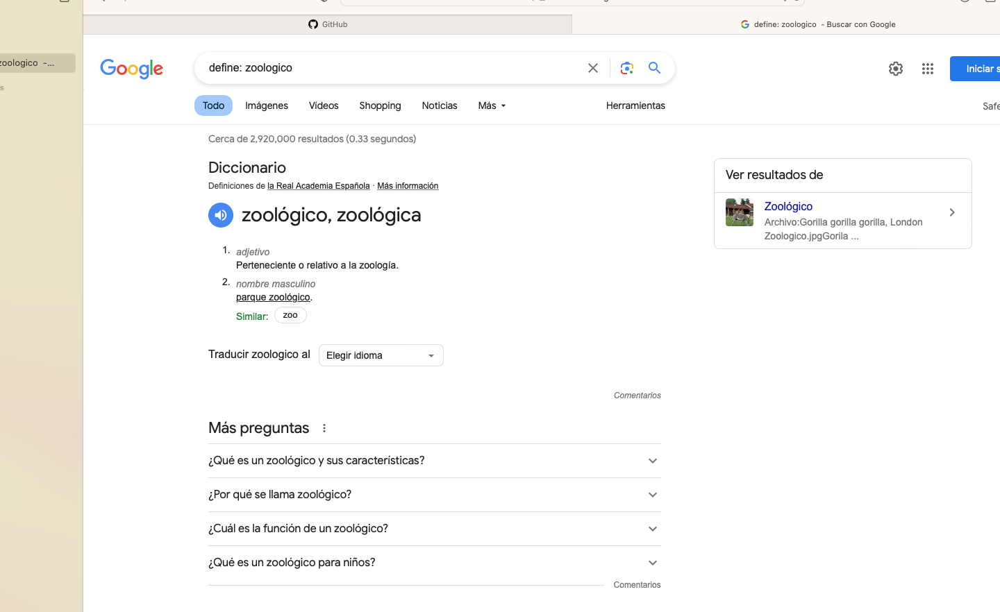 GitHub
define: zoologico - Buscar con Google
zoologico -...
s
Google
define: zoologico
Iniciar s
Todo
Imágenes
Vídeos
Shopping
Noticias
Más
Herramientas
Safe
Cerca de 2,920,000 resultados (0.33 segundos)
Diccionario
Definiciones de la Real Academia Española · Más información
zoológico, zoológica
1. adjetivo
Perteneciente o relativo a la zoología.
2. nombre masculino
parque zoológico.
Similar: zoo
Traducir zoologico al Elegir idioma
Comentarios
Ver resultados de
Zoológico
Archivo:Gorilla gorilla gorilla, London
Zoologico.jpgGorila ...
Más preguntas
¿Qué es un zoológico y sus características?
¿Por qué se llama zoológico?
¿Cuál es la función de un zoológico?
¿Qué es un zoológico para niños?
Comentarios